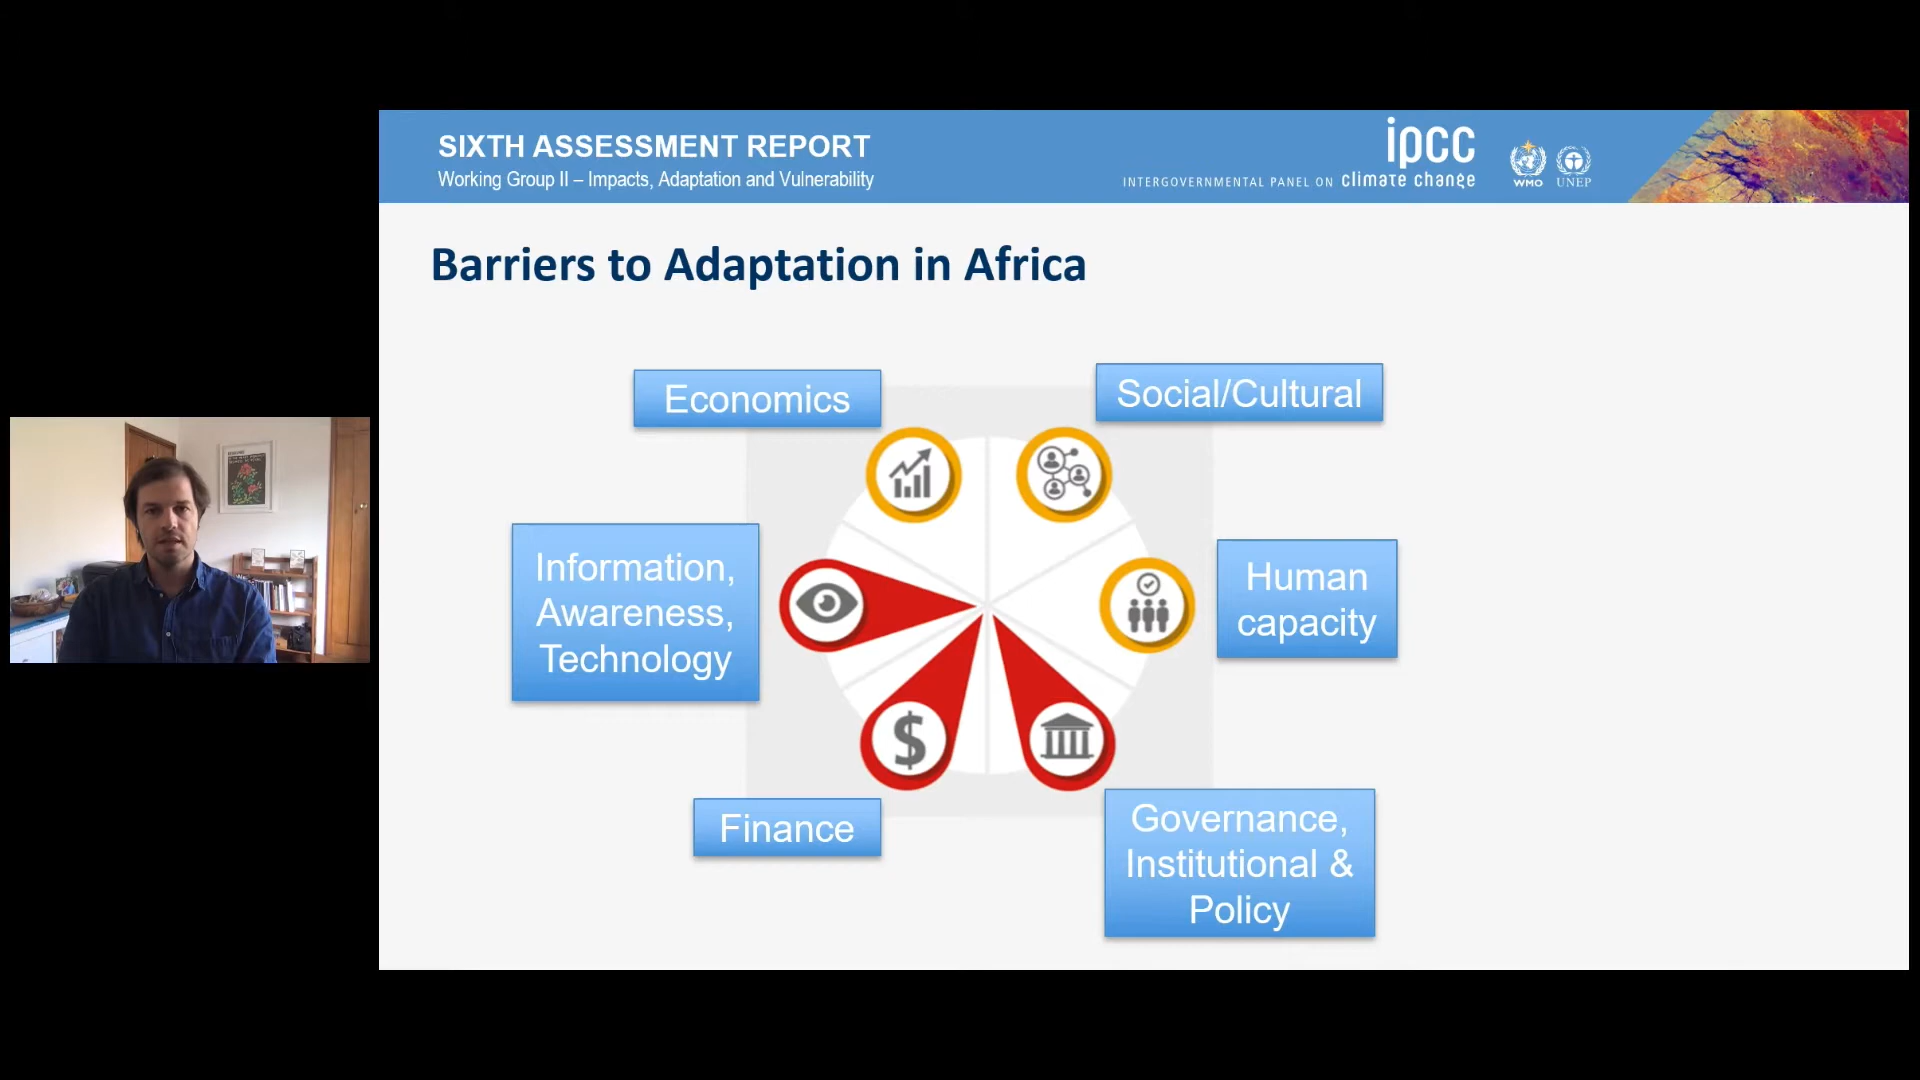 SIXTH ASSESSMENT REPORT
Working Group II – Impacts, Adaptation and Vulnerability
ipcc
INTERGOVERNMENTAL PANEL ON climate change
WMO
UNEP
Barriers to Adaptation in Africa
Economics
Social/Cultural
Information,
Awareness,
Technology
Human
capacity
$
Finance
Governance,
Institutional &
Policy